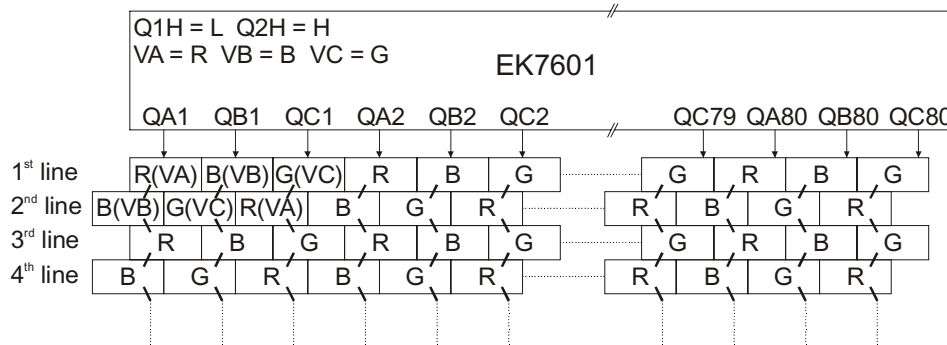 Q1H = L Q2H = H
VA = R VB = B VC = G
EK7601
QA1 QB1 QC1 QA2 QB2 QC2 QC79 QA80 QB80 QC80
1st line R(VA) B(VB) G(VC) R B G G R B G
2nd line B(VB) G(VC) R(VA) B G R R B G R
3rd line R B G R B G G R B G
4th line B G R B G R R B G R